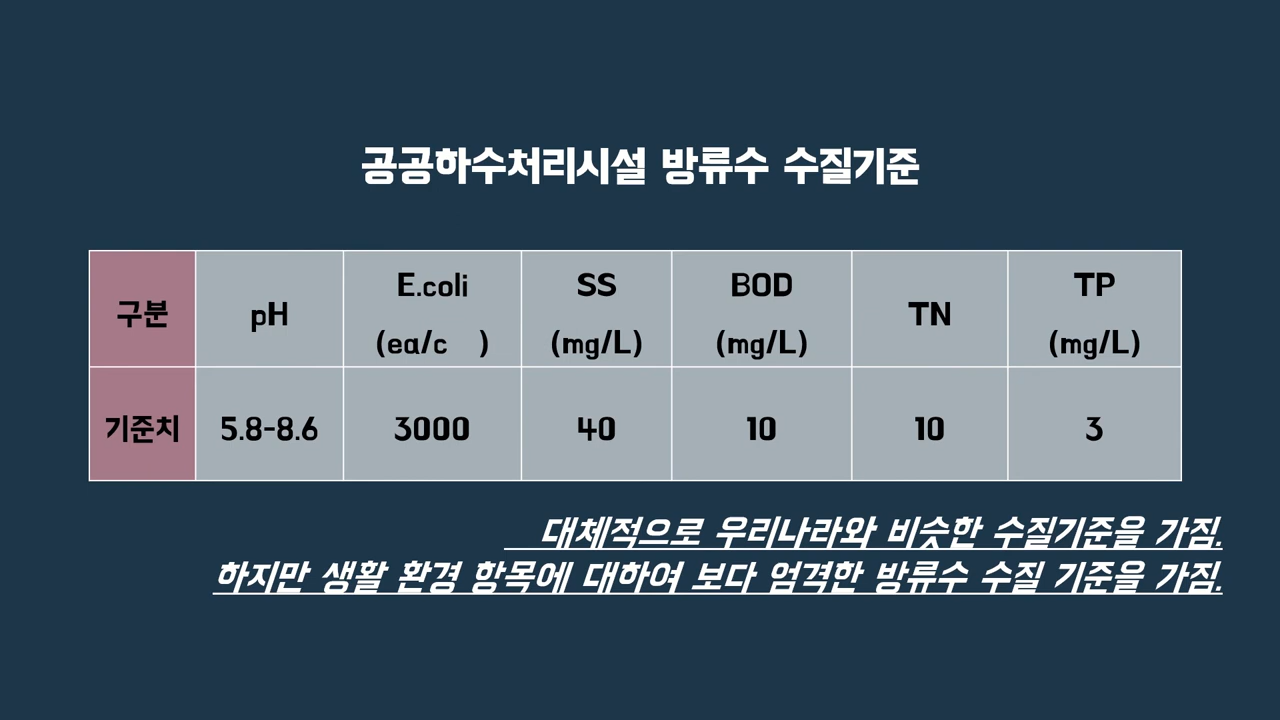 공공하수처리시설 방류수 수질기준
구분 pH E.coli (ea/c ) SS (mg/L) BOD (mg/L) TN TP (mg/L)
기준치 5.8-8.6 3000 40 10 10 3
대체적으로 우리나라와 비슷한 수질기준을 가짐.
하지만 생활 환경 항목에 대하여 보다 엄격한 방류수 수질 기준을 가짐.